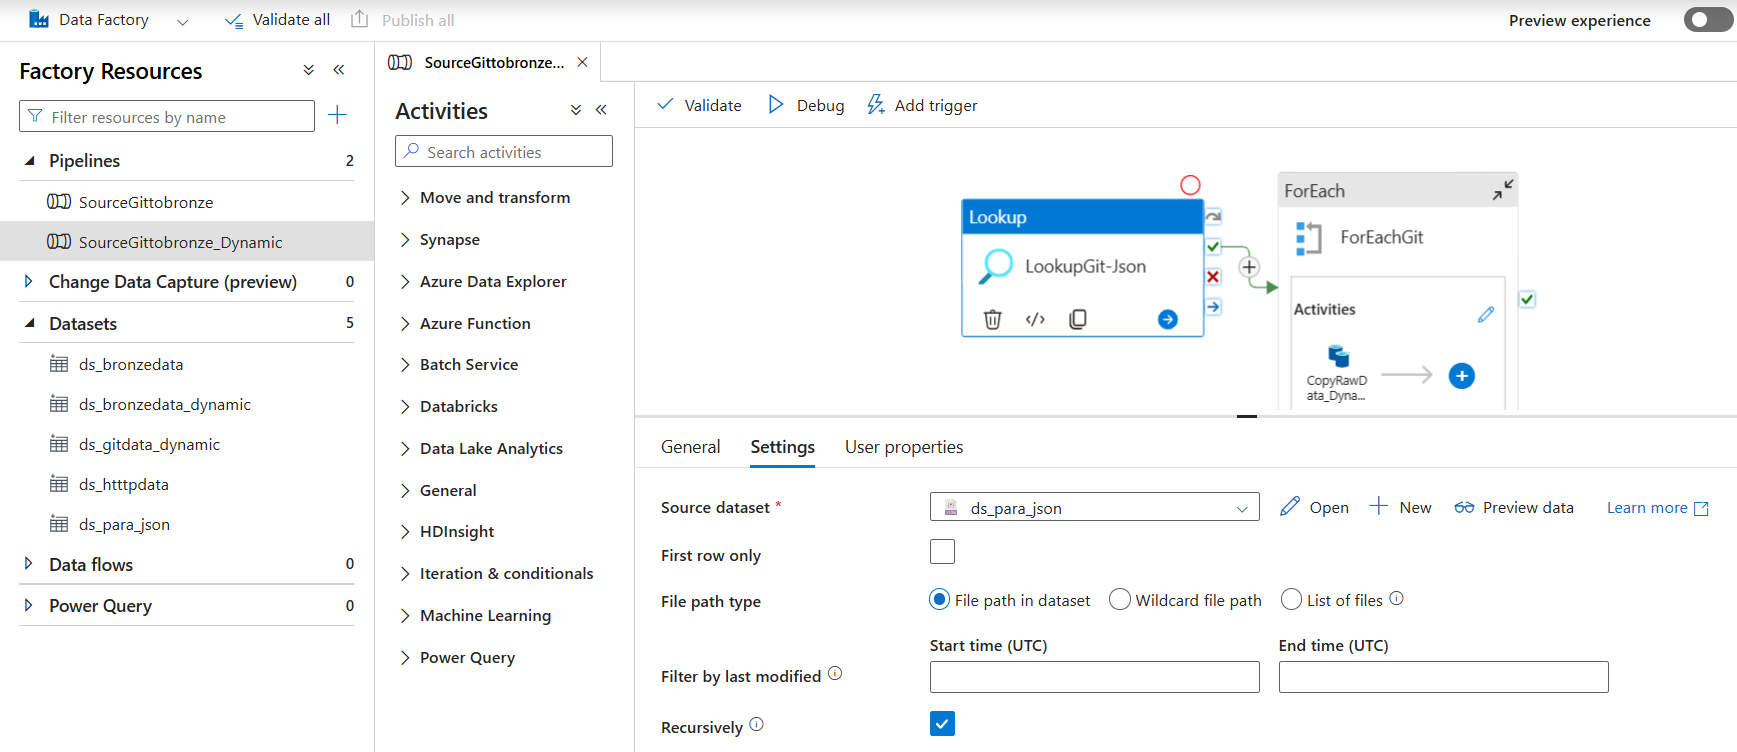 Data Factory
Validate all
Publish all
Preview experience
Factory Resources
Filter resources by name
Pipelines 2
SourceGittobronze
SourceGittobronze_Dynamic
Change Data Capture (preview) 0
Datasets 5
ds_bronzedata
ds_bronzedata_dynamic
ds_gitdata_dynamic
ds_htttpdata
ds_para_json
Data flows 0
Power Query 0
SourceGittobronze...
Activities
Search activities
Move and transform
Synapse
Azure Data Explorer
Azure Function
Batch Service
Databricks
Data Lake Analytics
General
HDInsight
Iteration & conditionals
Machine Learning
Power Query
Validate
Debug
Add trigger
Lookup
LookupGit-Json
ForEach
ForEachGit
Activities
CopyRawD
ata_Dyna...
General
Settings
User properties
Source dataset *
ds_para_json
Open
New
Preview data
Learn more
First row only
File path type
File path in dataset
Wildcard file path
List of files
Start time (UTC)
End time (UTC)
Filter by last modified
Recursively